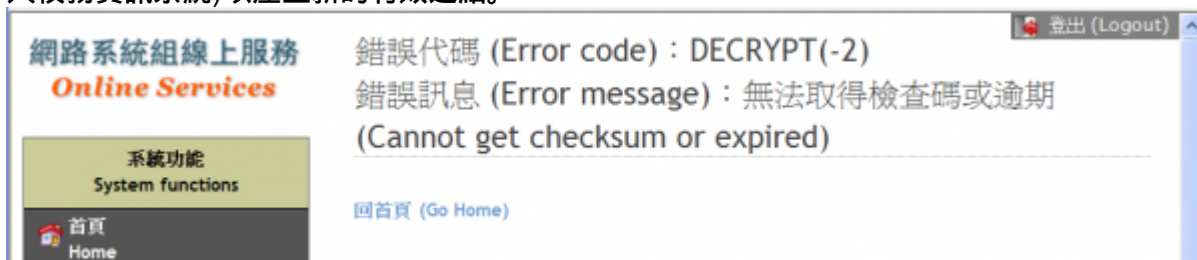 網路系統組線上服務
Online Services
系統功能
System functions
首頁
Home
登出 (Logout)
錯誤代碼 (Error code)：DECRYPT(-2)
錯誤訊息 (Error message)：無法取得檢查碼或逾期
(Cannot get checksum or expired)
回首頁 (Go Home)